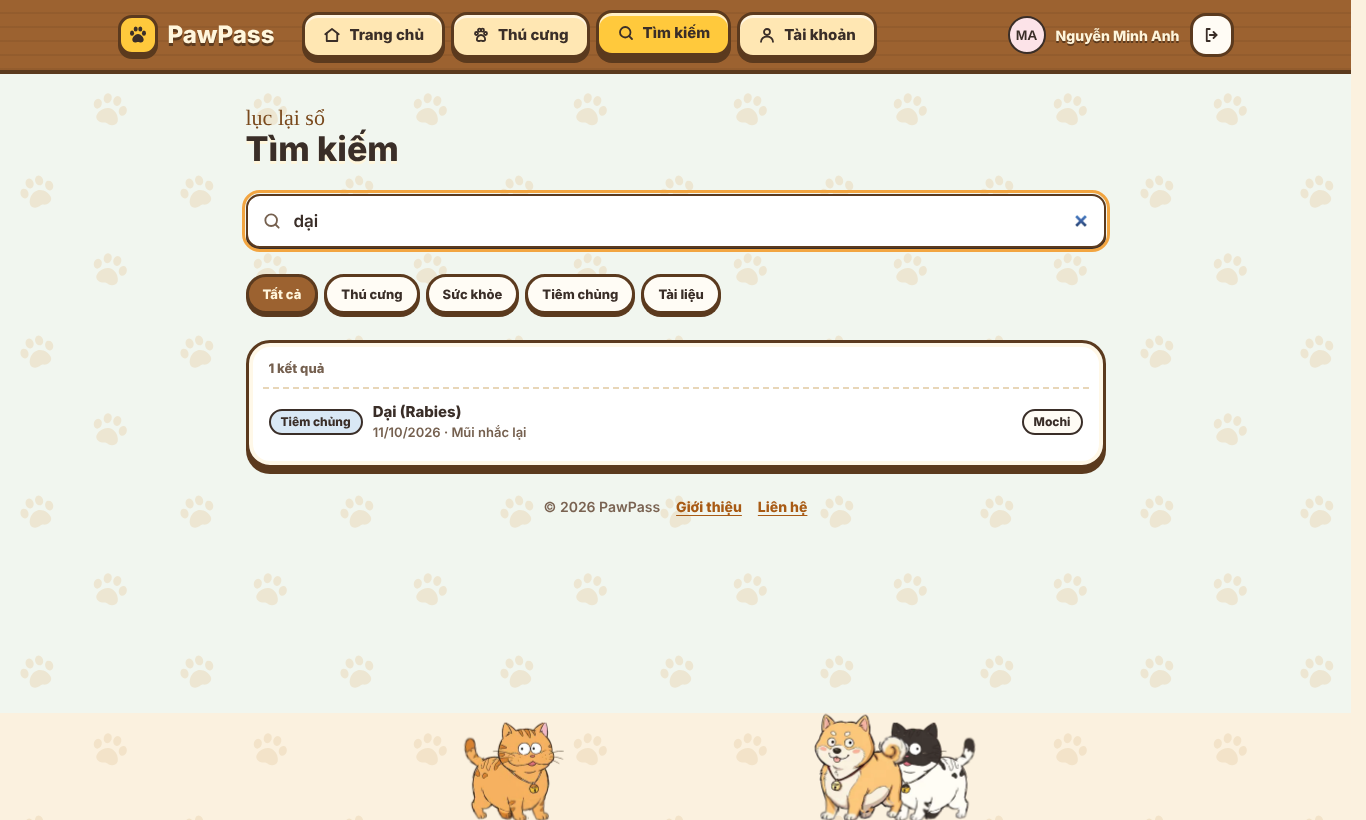 PawPass
Trang chủ
Thú cưng
Tìm kiếm
Tài khoản
MA
Nguyễn Minh Anh
lục lại sổ
Tìm kiếm
dại
Tất cả
Thú cưng
Sức khỏe
Tiêm chủng
Tài liệu
1 kết quả
Tiêm chủng
Dại (Rabies)
11/10/2026 · Mũi nhắc lại
Mochi
© 2026 PawPass Giới thiệu Liên hệ